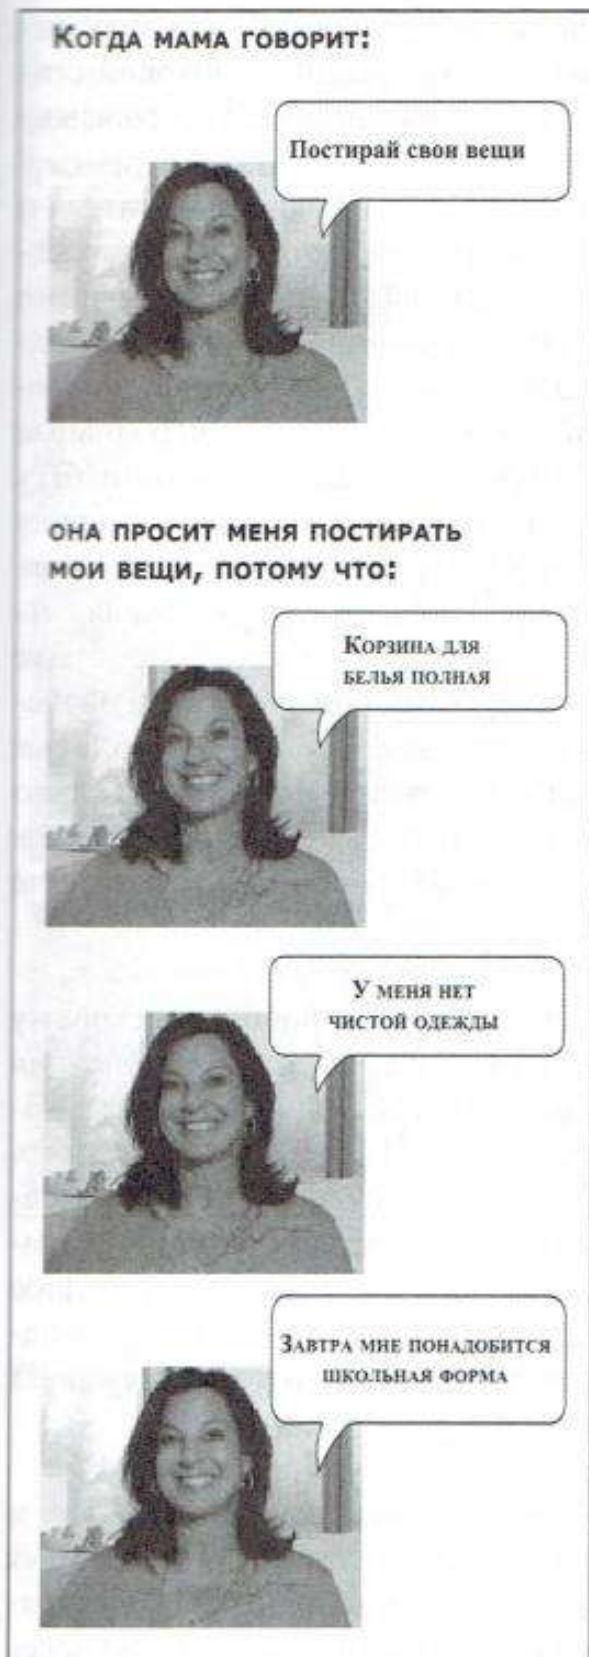 Когда мама говорит:
Постирай свои вещи
она просит меня постирать
мои вещи, потому что:
Корзина для
белья полная
У меня нет
чистой одежды
Завтра мне понадобится
школьная форма